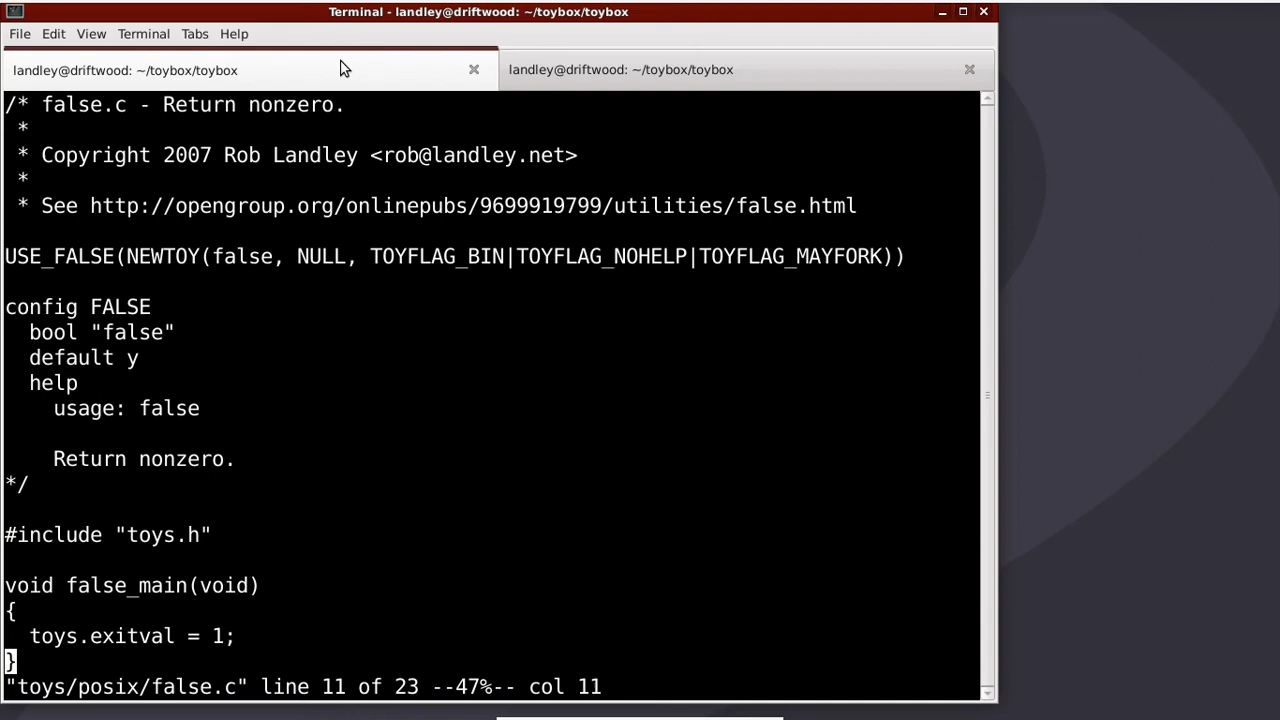 Terminal - landley@driftwood: ~/toybox/toybox
File Edit View Terminal Tabs Help
landley@driftwood: ~/toybox/toybox
landley@driftwood: ~/toybox/toybox
/* false.c - Return nonzero.
 *
 * Copyright 2007 Rob Landley <rob@landley.net>
 *
 * See http://opengroup.org/onlinepubs/9699919799/utilities/false.html

USE_FALSE(NEWTOY(false, NULL, TOYFLAG_BIN|TOYFLAG_NOHELP|TOYFLAG_MAYFORK))

config FALSE
  bool "false"
  default y
  help
    usage: false

    Return nonzero.
*/

#include "toys.h"

void false_main(void)
{
  toys.exitval = 1;
}
"toys/posix/false.c" line 11 of 23 --47%-- col 11